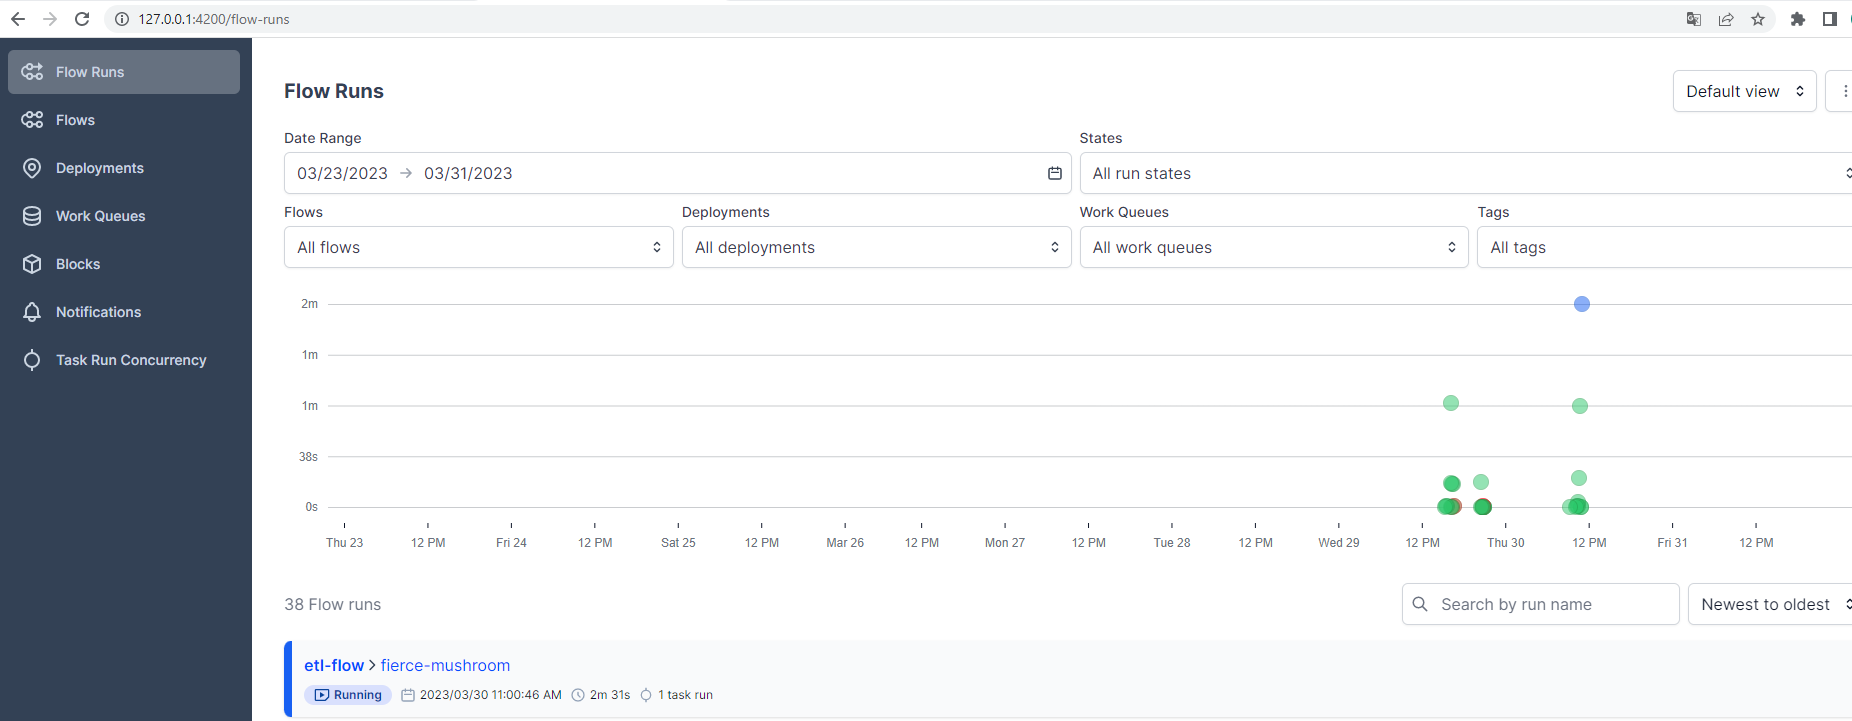 127.0.0.1:4200/flow-runs
Flow Runs
Flows
Deployments
Work Queues
Blocks
Notifications
Task Run Concurrency
Flow Runs
Default view
Date Range
States
03/23/2023 → 03/31/2023
All run states
Flows
Deployments
Work Queues
Tags
All flows
All deployments
All work queues
All tags
2m
1m
1m
38s
0s
Thu 23 12 PM Fri 24 12 PM Sat 25 12 PM Mar 26 12 PM Mon 27 12 PM Tue 28 12 PM Wed 29 12 PM Thu 30 12 PM Fri 31 12 PM
38 Flow runs
Search by run name
Newest to oldest
etl-flow > fierce-mushroom
Running 2023/03/30 11:00:46 AM 2m 31s 1 task run